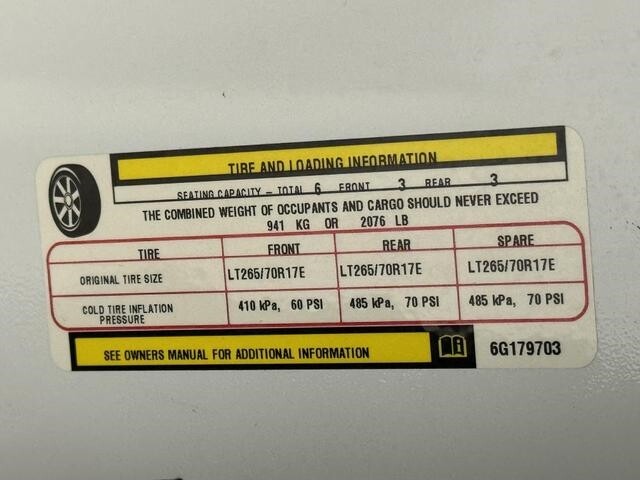 TIRE AND LOADING INFORMATION
SEATING CAPACITY – TOTAL 6 FRONT 3 REAR 3
THE COMBINED WEIGHT OF OCCUPANTS AND CARGO SHOULD NEVER EXCEED
941 KG OR 2076 LB
TIRE FRONT REAR SPARE
ORIGINAL TIRE SIZE LT265/70R17E LT265/70R17E LT265/70R17E
COLD TIRE INFLATION PRESSURE 410 kPa, 60 PSI 485 kPa, 70 PSI 485 kPa, 70 PSI
SEE OWNERS MANUAL FOR ADDITIONAL INFORMATION 6G179703